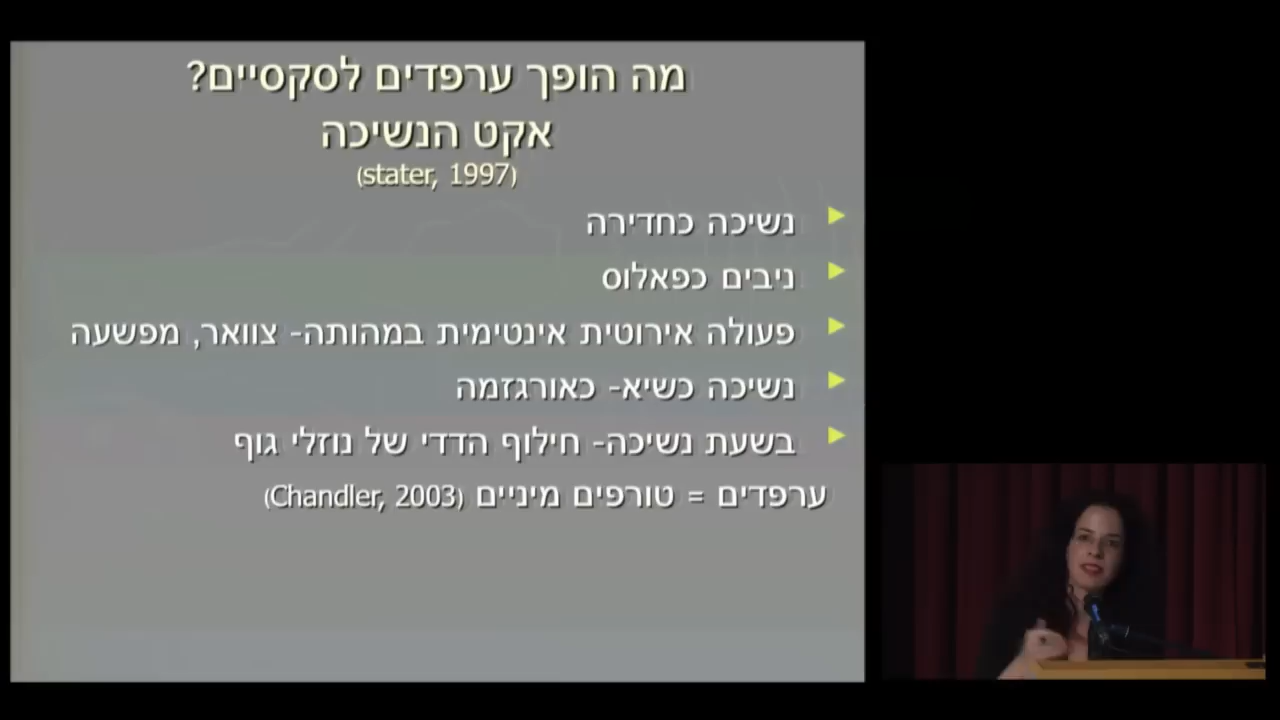 מה הופך ערפדים לסקסיים?
אקט הנשיכה
(stater, 1997)
נשיכה כחדירה
ניבים כפאלוס
פעולה אירוטית אינטימית במהותה- צוואר, מפשעה
נשיכה כשיא- כאורגזמה
בשעת נשיכה- חילוף הדדי של נוזלי גוף
ערפדים = טורפים מיניים (Chandler, 2003)